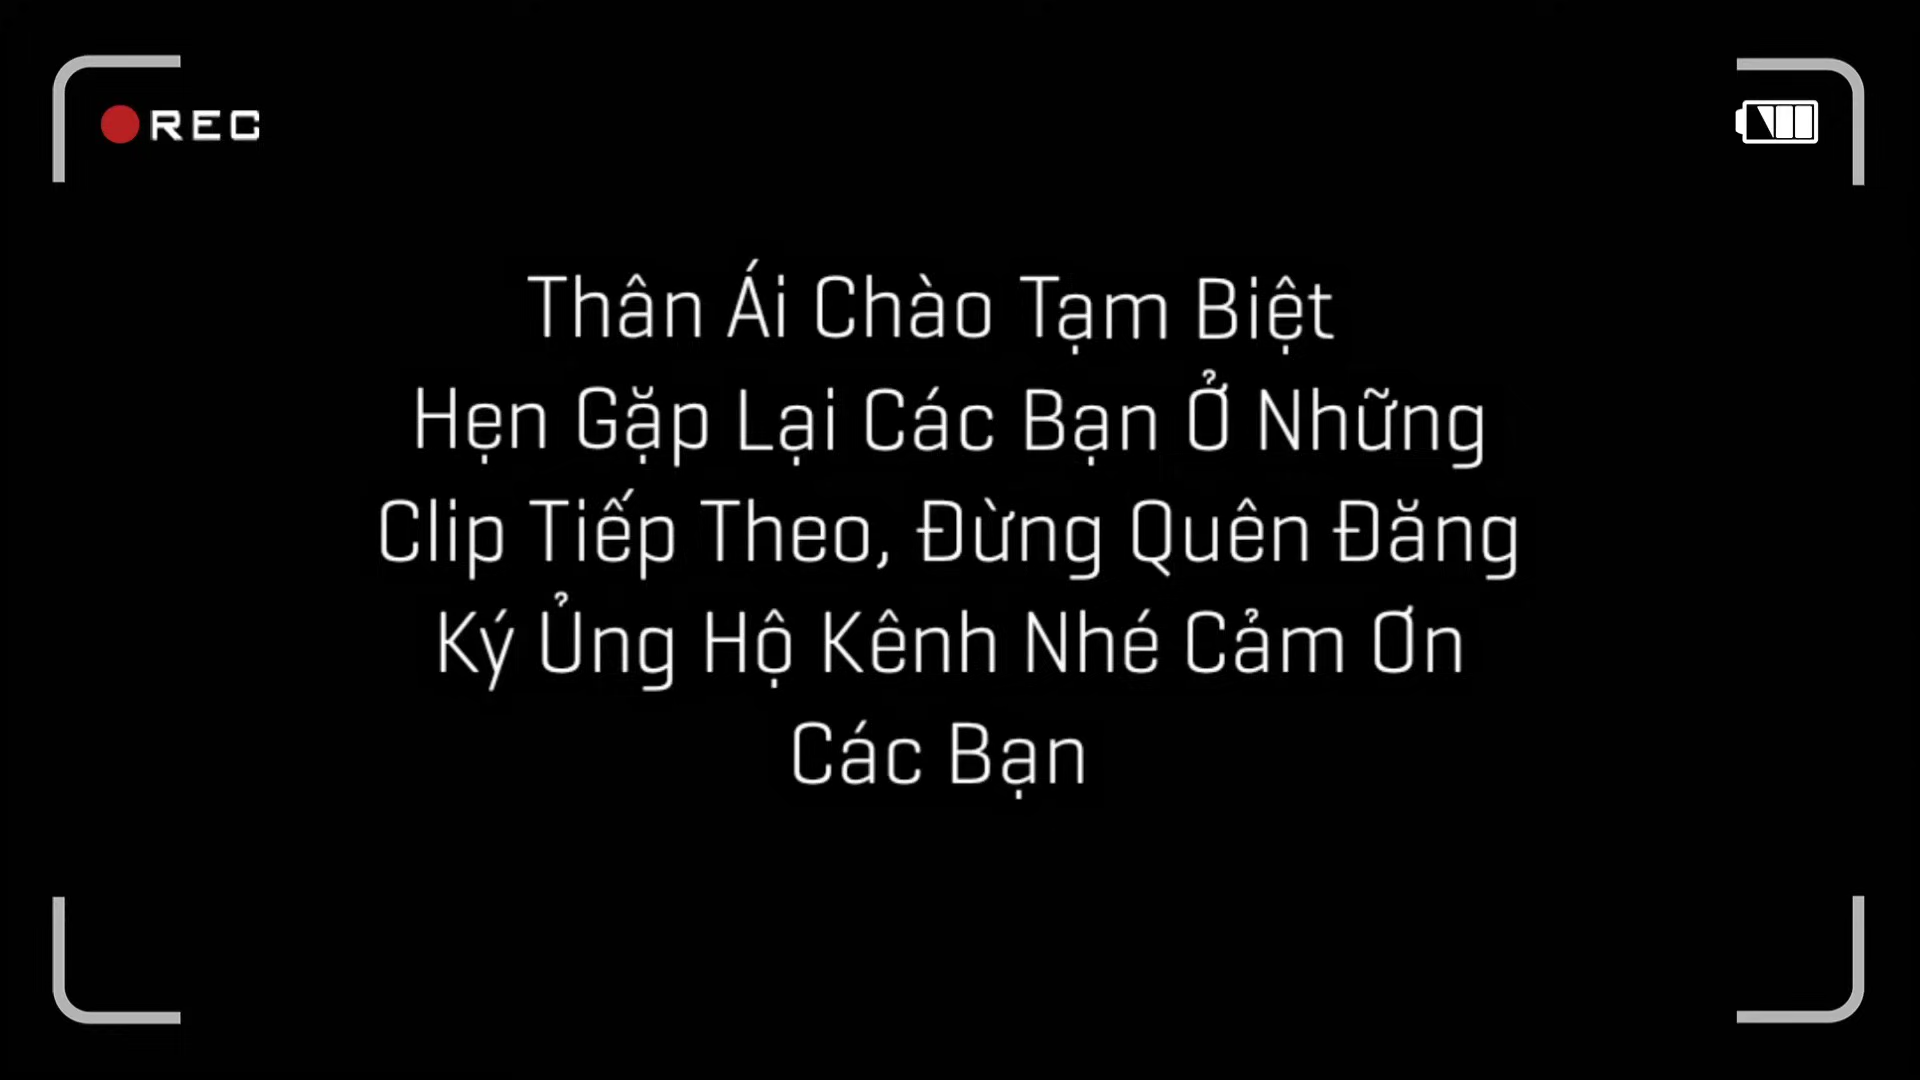 REC
Thân Ái Chào Tạm Biệt
Hẹn Gặp Lại Các Bạn Ở Những
Clip Tiếp Theo, Đừng Quên Đăng
Ký Ủng Hộ Kênh Nhé Cảm Ơn
Các Bạn